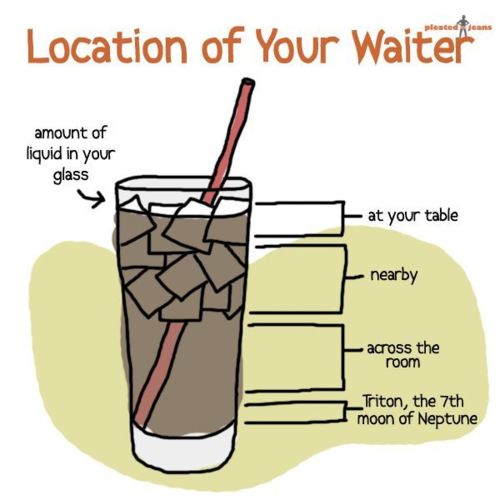 pleated jeans
Location of Your Waiter
amount of
liquid in your
glass
at your table
nearby
across the
room
Triton, the 7th
moon of Neptune